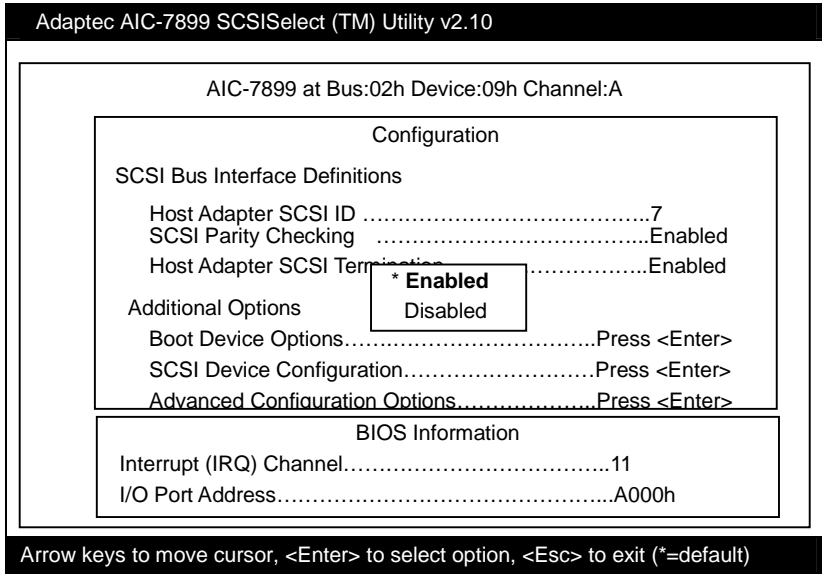 Adaptec AIC-7899 SCSISelect (TM) Utility v2.10
AIC-7899 at Bus:02h Device:09h Channel:A
Configuration
SCSI Bus Interface Definitions
Host Adapter SCSI ID …………………………………..7
SCSI Parity Checking ………………………………...Enabled
Host Adapter SCSI Termination……………..Enabled
* Enabled
Disabled
Additional Options
Boot Device Options…….………………………..Press <Enter>
SCSI Device Configuration………………………Press <Enter>
Advanced Configuration Options………………..Press <Enter>
BIOS Information
Interrupt (IRQ) Channel………………………………..11
I/O Port Address………………………………………...A000h
Arrow keys to move cursor, <Enter> to select option, <Esc> to exit (*=default)